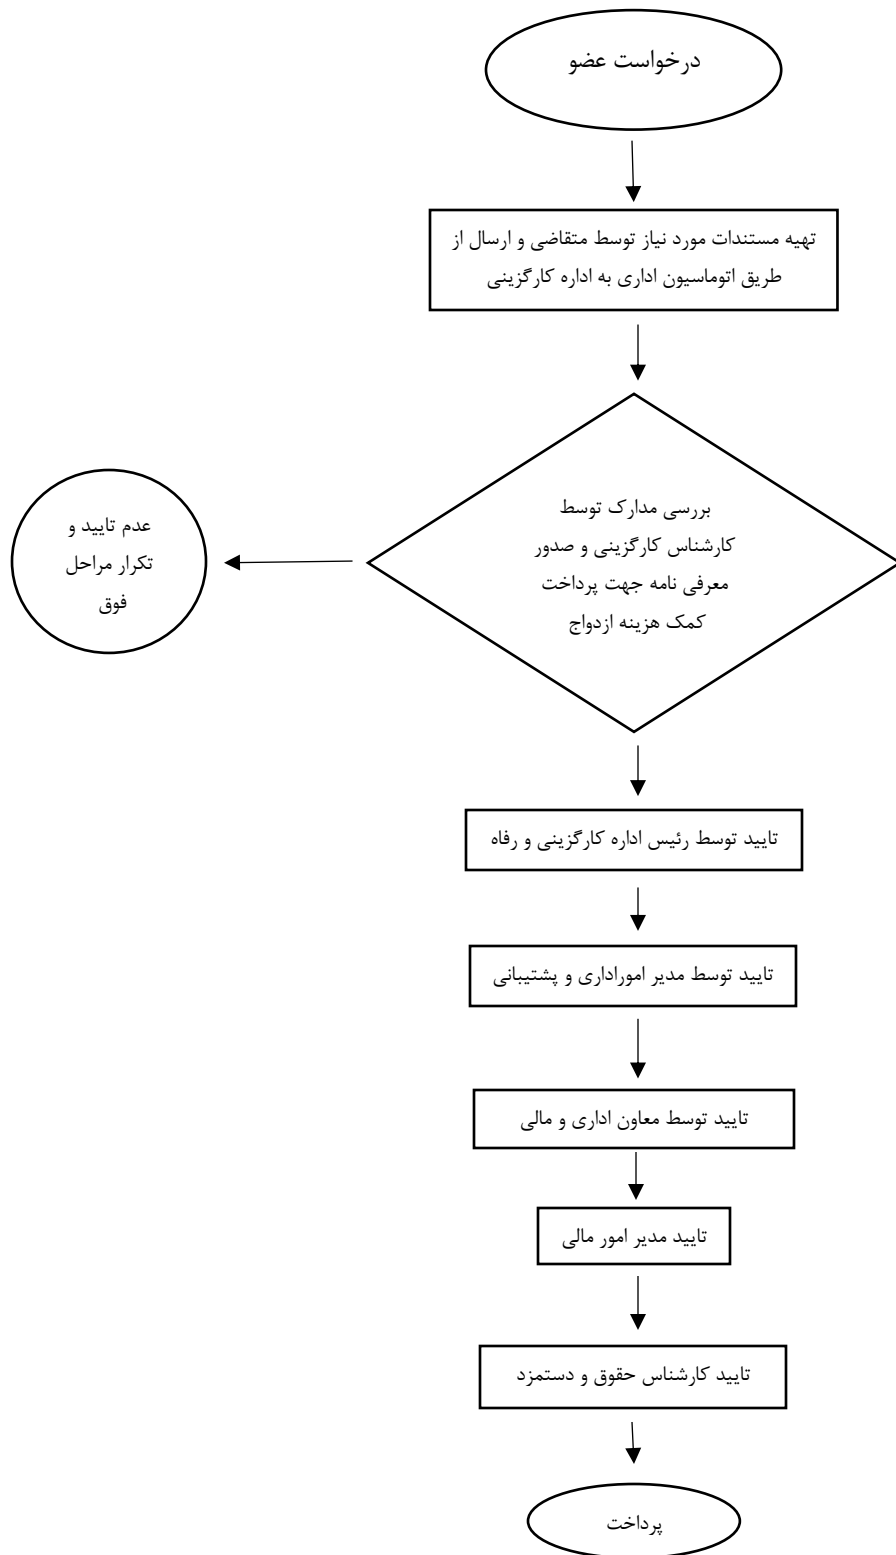 درخواست عضو
تهیه مستندات مورد نیاز توسط متقاضی و ارسال از
طریق اتوماسیون اداری به اداره کارگزینی
بررسی مدارک توسط
کارشناس کارگزینی و صدور
معرفی نامه جهت پرداخت
کمک هزینه ازدواج
عدم تایید و
تکرار مراحل
فوق
تایید توسط رئیس اداره کارگزینی و رفاه
تایید توسط مدیر اموراداری و پشتیبانی
تایید توسط معاون اداری و مالی
تایید مدیر امور مالی
تایید کارشناس حقوق و دستمزد
پرداخت